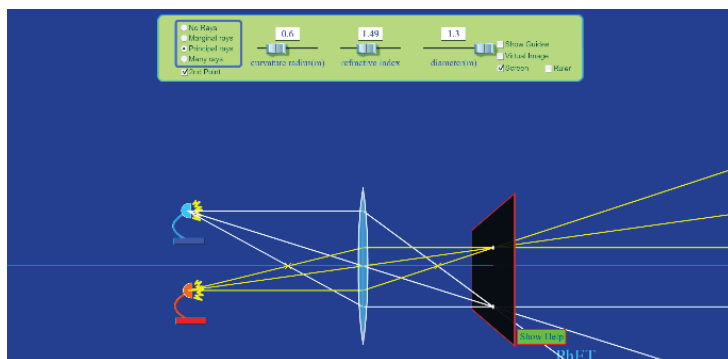 No Rays
Marginal rays
Principal rays
Many rays
2nd Point
0.6
curvature radius(m)
1.49
refractive index
1.3
diameter(m)
Show Guides
Virtual Image
Screen
Ruler
Show Help
PhET